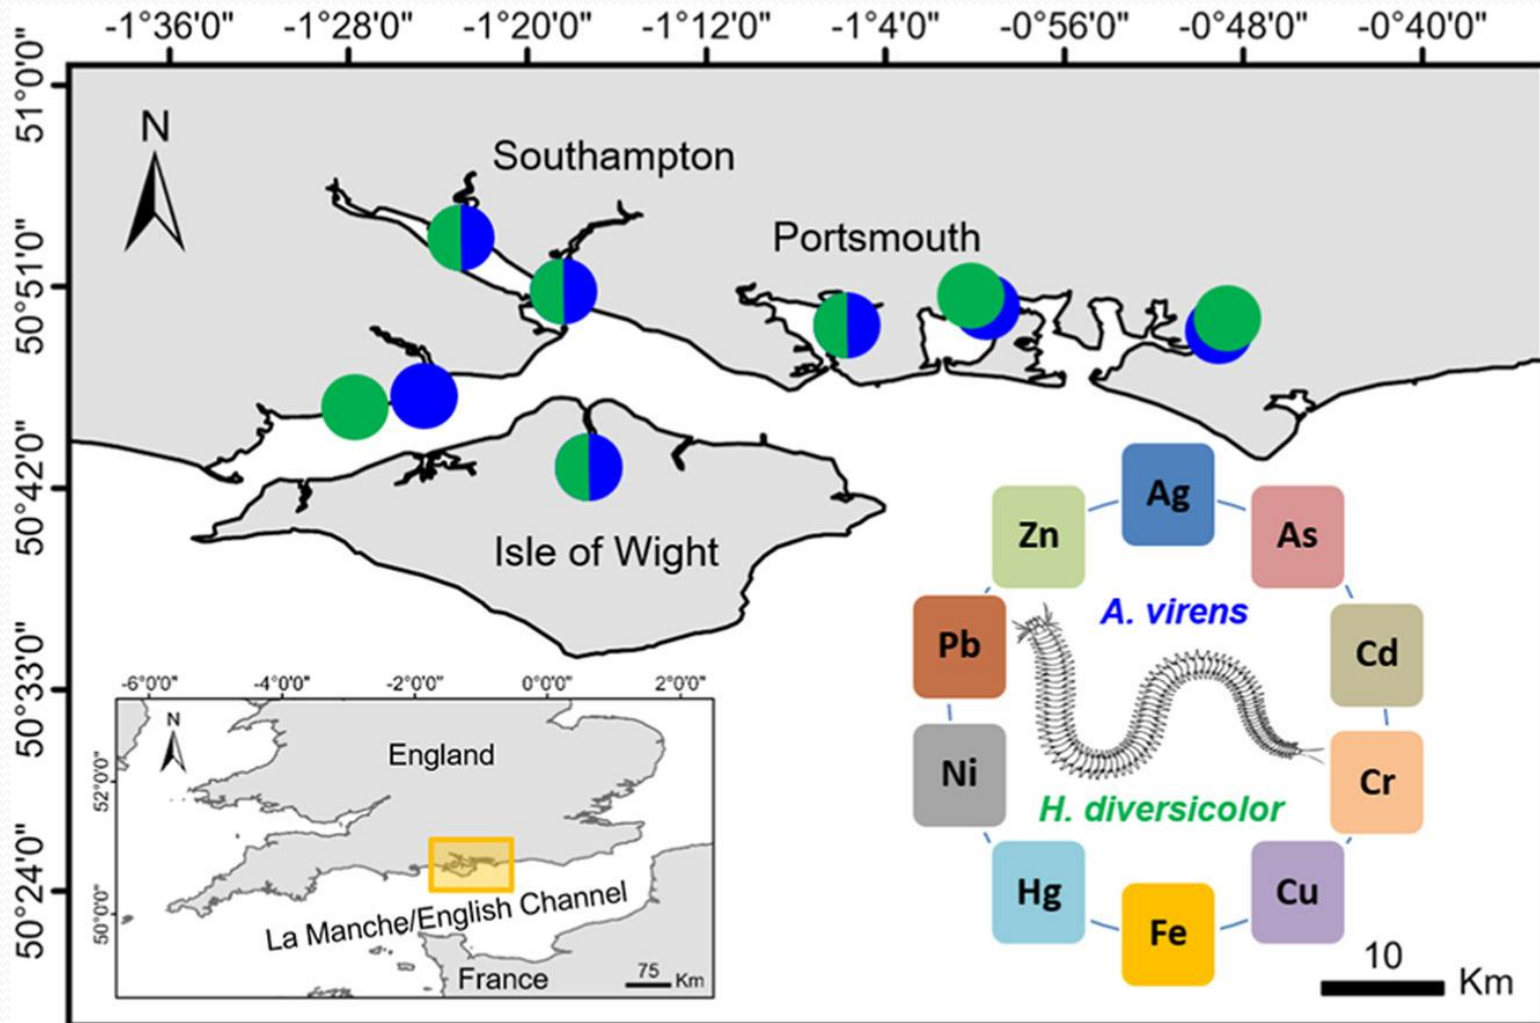 -1°36'0" -1°28'0" -1°20'0" -1°12'0" -1°4'0" -0°56'0" -0°48'0" -0°40'0"
51°0'0"
50°51'0"
50°42'0"
50°33'0"
50°24'0"
N
Southampton
Portsmouth
Isle of Wight
Ag
As
Cd
Cr
Cu
Fe
Hg
Ni
Pb
Zn
A. virens
H. diversicolor
10
Km
-6°0'0" -4°0'0" -2°0'0" 0°0'0" 2°0'0"
52°0'0"
50°0'0"
N
England
La Manche/English Channel
France
75
Km